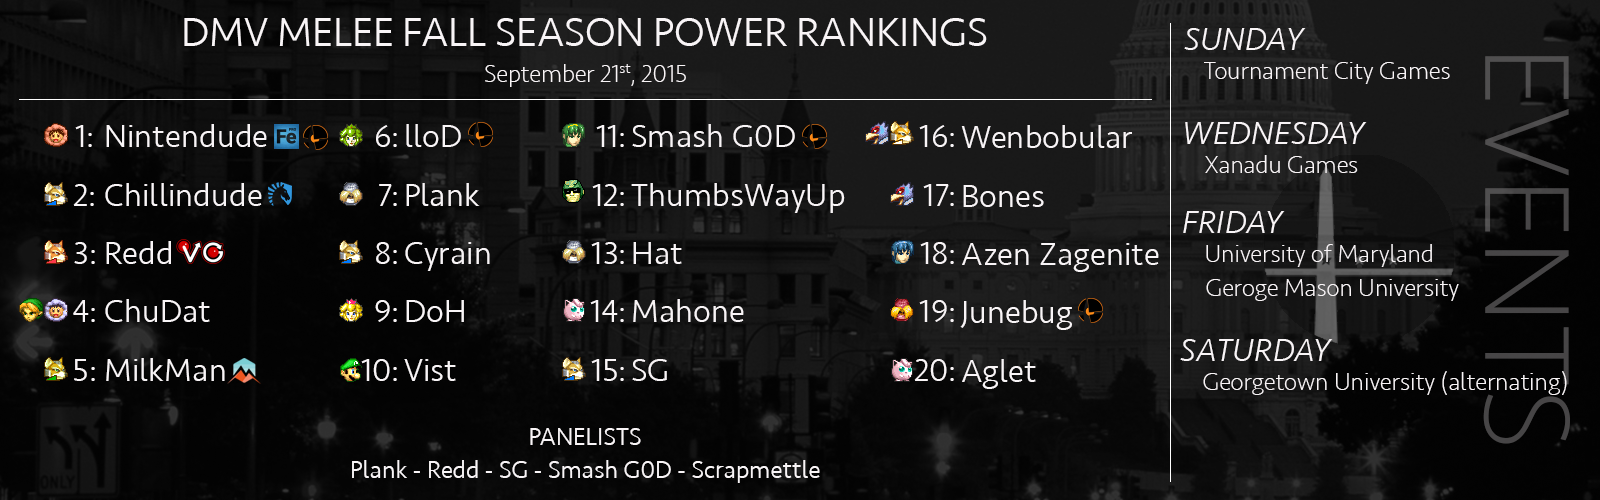 DMV MELEE FALL SEASON POWER RANKINGS
September 21st, 2015
1: Nintendude Fe
2: Chillindude
3: Redd VG
4: ChuDat
5: MilkMan
6: lloD
7: Plank
8: Cyrain
9: DoH
10: Vist
11: Smash G0D
12: ThumbsWayUp
13: Hat
14: Mahone
15: SG
16: Wenbobular
17: Bones
18: Azen Zagenite
19: Junebug
20: Aglet
PANELISTS
Plank - Redd - SG - Smash G0D - Scrapmettle
SUNDAY
Tournament City Games
WEDNESDAY
Xanadu Games
FRIDAY
University of Maryland
Geroge Mason University
SATURDAY
Georgetown University (alternating)
EVENTS
ONLY